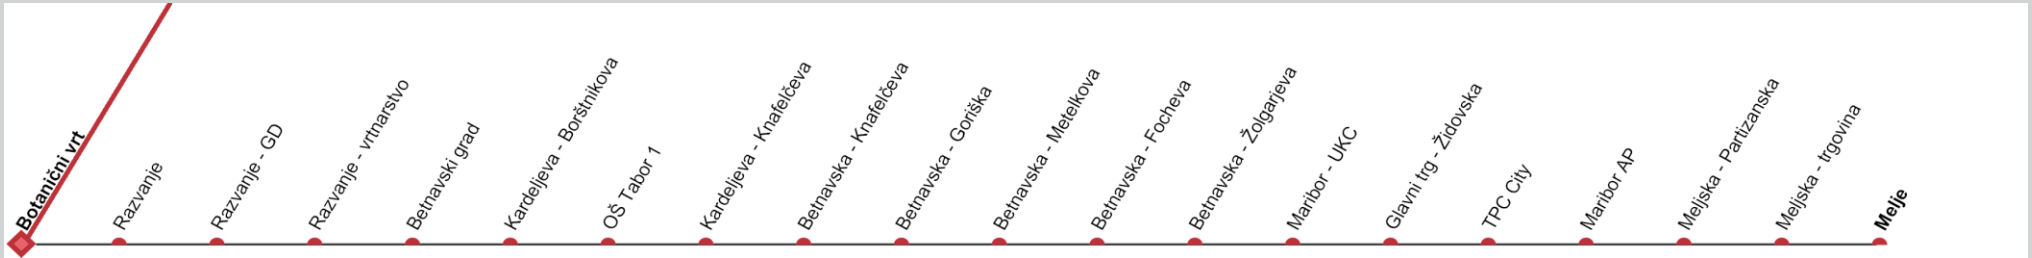 Botanični vrt
Razvanje
Razvanje - GD
Razvanje - vrtnarstvo
Betnavski grad
Kardeljeva - Borštnikova
OŠ Tabor 1
Kardeljeva - Knafelčeva
Betnavska - Knafelčeva
Betnavska - Goriška
Betnavska - Metelkova
Betnavska - Focheva
Betnavska - Žolgarjeva
Maribor - UKC
Glavni trg - Židovska
TPC City
Maribor AP
Meljska - Partizanska
Meljska - trgovina
Melje